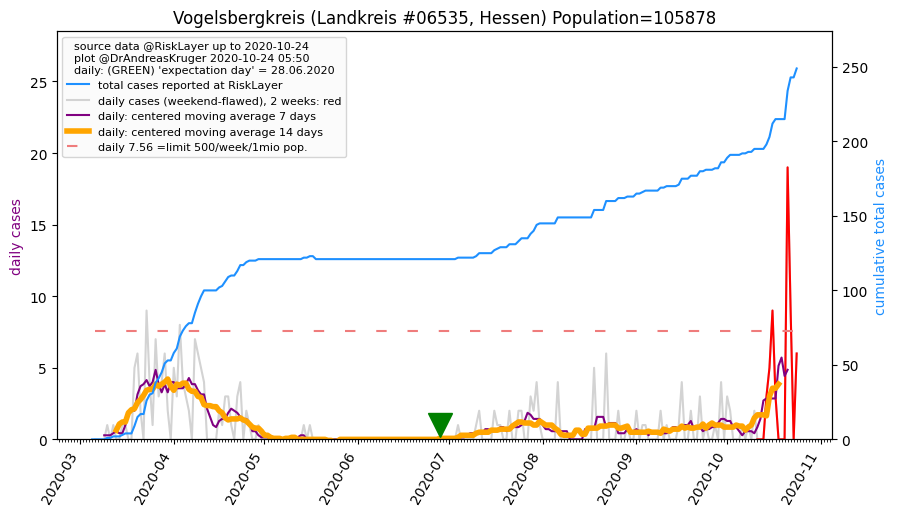 Vogelsbergkreis (Landkreis #06535, Hessen) Population=105878
source data @RiskLayer up to 2020-10-24
plot @DrAndreasKruger 2020-10-24 05:50
daily: (GREEN) 'expectation day' = 28.06.2020
total cases reported at RiskLayer
daily cases (weekend-flawed), 2 weeks: red
daily: centered moving average 7 days
daily: centered moving average 14 days
daily 7.56 =limit 500/week/1mio pop.
daily cases
25
20
15
10
5
0
cumulative total cases
250
200
150
100
50
0
2020-03
2020-04
2020-05
2020-06
2020-07
2020-08
2020-09
2020-10
2020-11